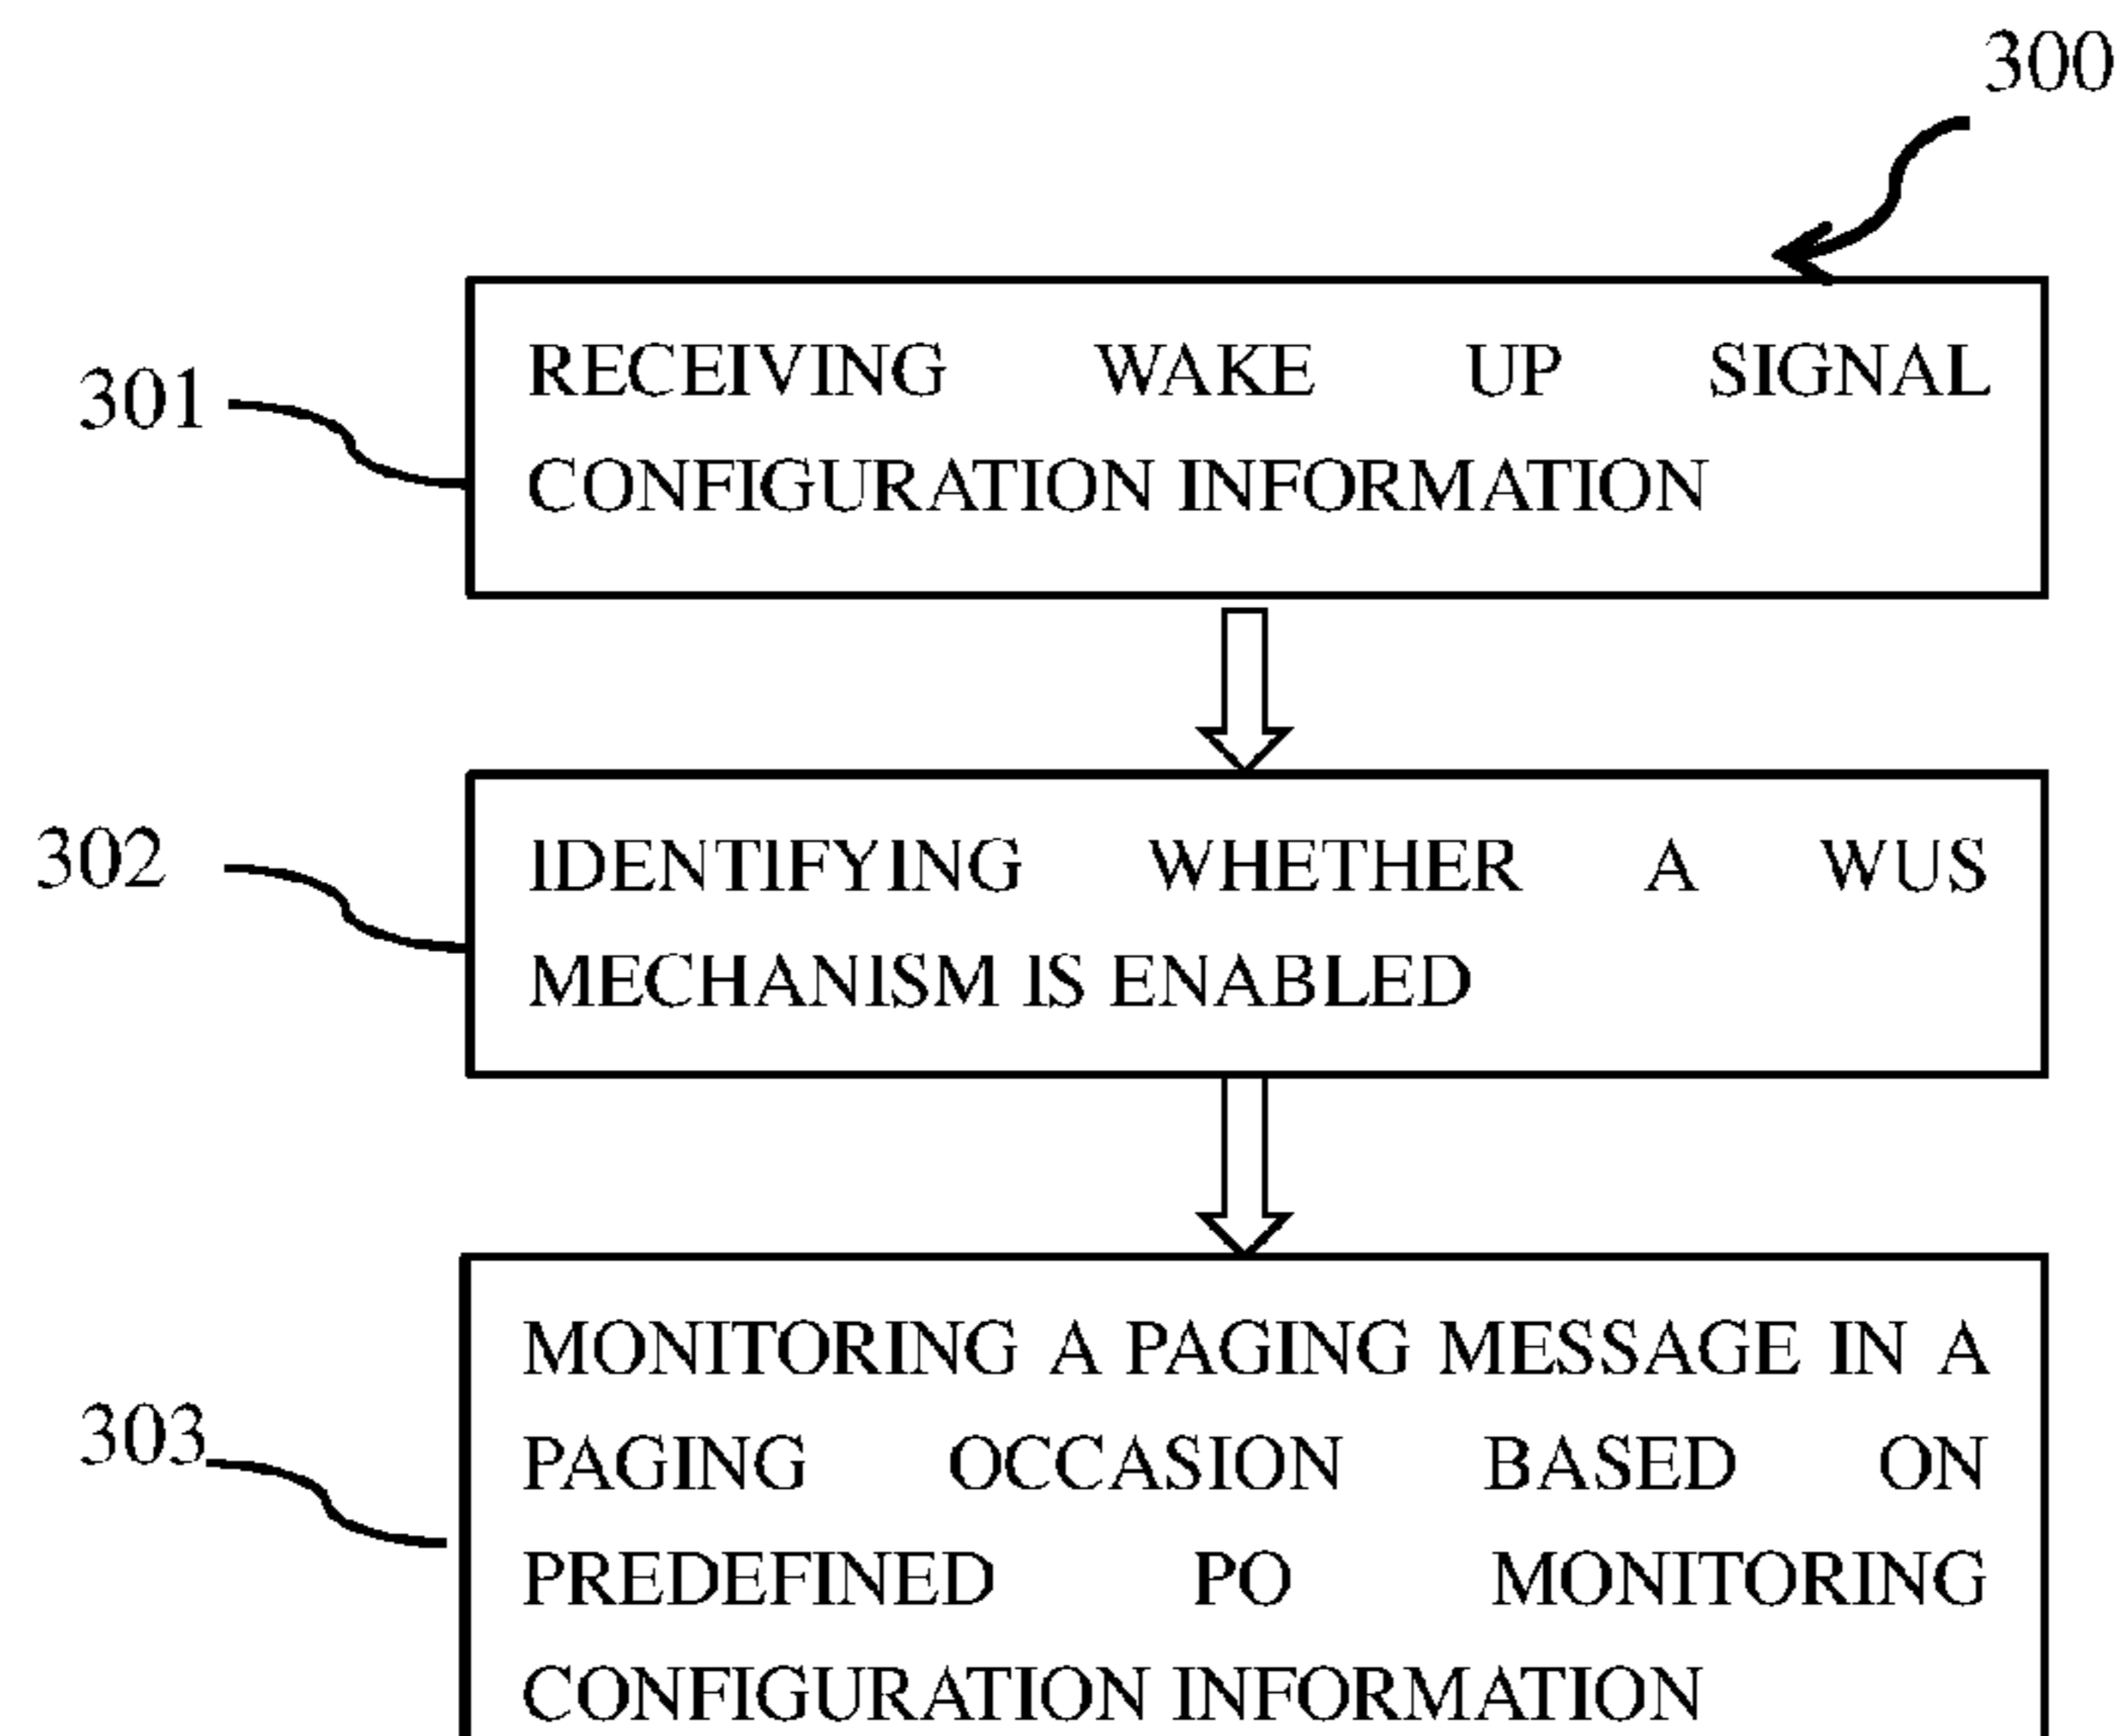 300
301
RECEIVING WAKE UP SIGNAL
CONFIGURATION INFORMATION
302
IDENTIFYING WHETHER A WUS
MECHANISM IS ENABLED
303
MONITORING A PAGING MESSAGE IN A
PAGING OCCASION BASED ON
PREDEFINED PO MONITORING
CONFIGURATION INFORMATION